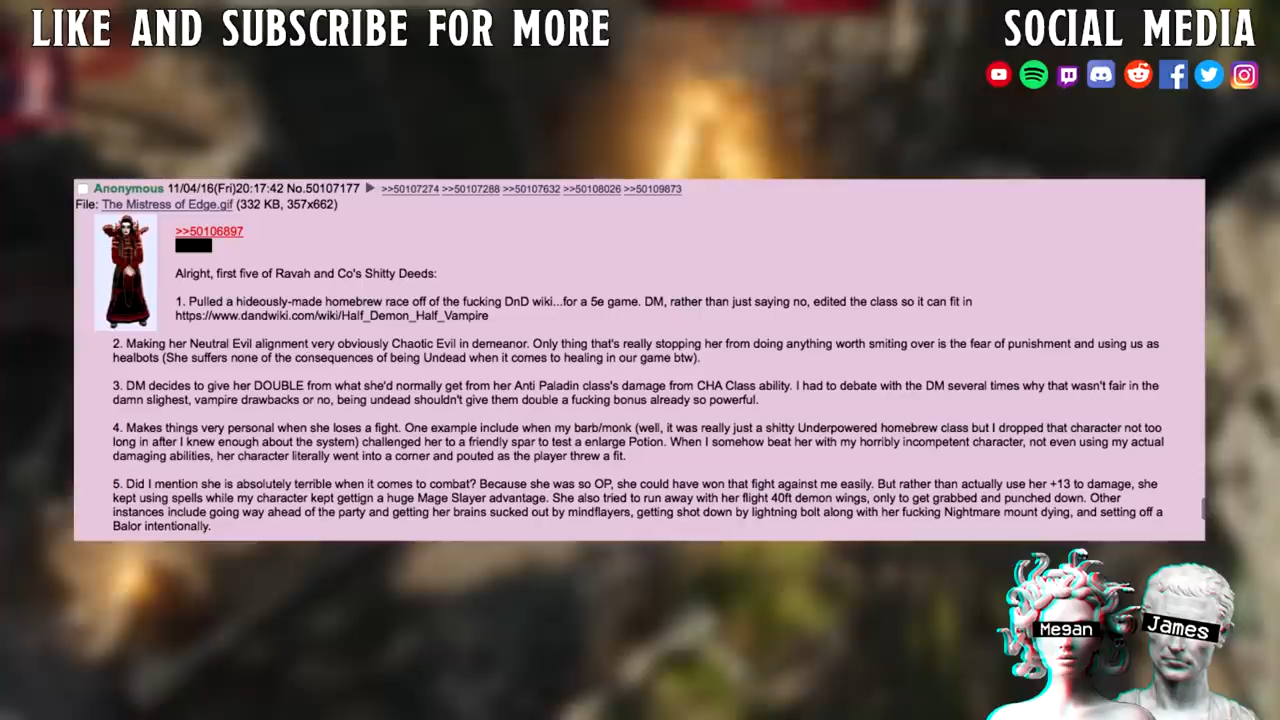 LIKE AND SUBSCRIBE FOR MORE
SOCIAL MEDIA
Anonymous 11/04/16(Fri)20:17:42 No.50107177 ▶ >>50107274 >>50107288 >>50107632 >>50108026 >>50109873
File: The Mistress of Edge.gif (332 KB, 357x662)
>>50106897
Alright, first five of Ravah and Co's Shitty Deeds:
1. Pulled a hideously-made homebrew race off of the fucking DnD wiki...for a 5e game. DM, rather than just saying no, edited the class so it can fit in
https://www.dandwiki.com/wiki/Half_Demon_Half_Vampire
2. Making her Neutral Evil alignment very obviously Chaotic Evil in demeanor. Only thing that's really stopping her from doing anything worth smiting over is the fear of punishment and using us as
healbots (She suffers none of the consequences of being Undead when it comes to healing in our game btw).
3. DM decides to give her DOUBLE from what she'd normally get from her Anti Paladin class's damage from CHA Class ability. I had to debate with the DM several times why that wasn't fair in the
damn slighest, vampire drawbacks or no, being undead shouldn't give them double a fucking bonus already so powerful.
4. Makes things very personal when she loses a fight. One example include when my barb/monk (well, it was really just a shitty Underpowered homebrew class but I dropped that character not too
long in after I knew enough about the system) challenged her to a friendly spar to test a enlarge Potion. When I somehow beat her with my horribly incompetent character, not even using my actual
damaging abilities, her character literally went into a corner and pouted as the player threw a fit.
5. Did I mention she is absolutely terrible when it comes to combat? Because she was so OP, she could have won that fight against me easily. But rather than actually use her +13 to damage, she
kept using spells while my character kept gettign a huge Mage Slayer advantage. She also tried to run away with her flight 40ft demon wings, only to get grabbed and punched down. Other
instances include going way ahead of the party and getting her brains sucked out by mindflayers, getting shot down by lightning bolt along with her fucking Nightmare mount dying, and setting off a
Balor intentionally.
Megan
James